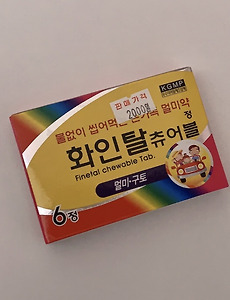 KGMP
판매가격
2000원
물없이 씹어먹는 멀미약
정
화인탈츄어블
Finetal chewable Tab.
멀미·구토
6정